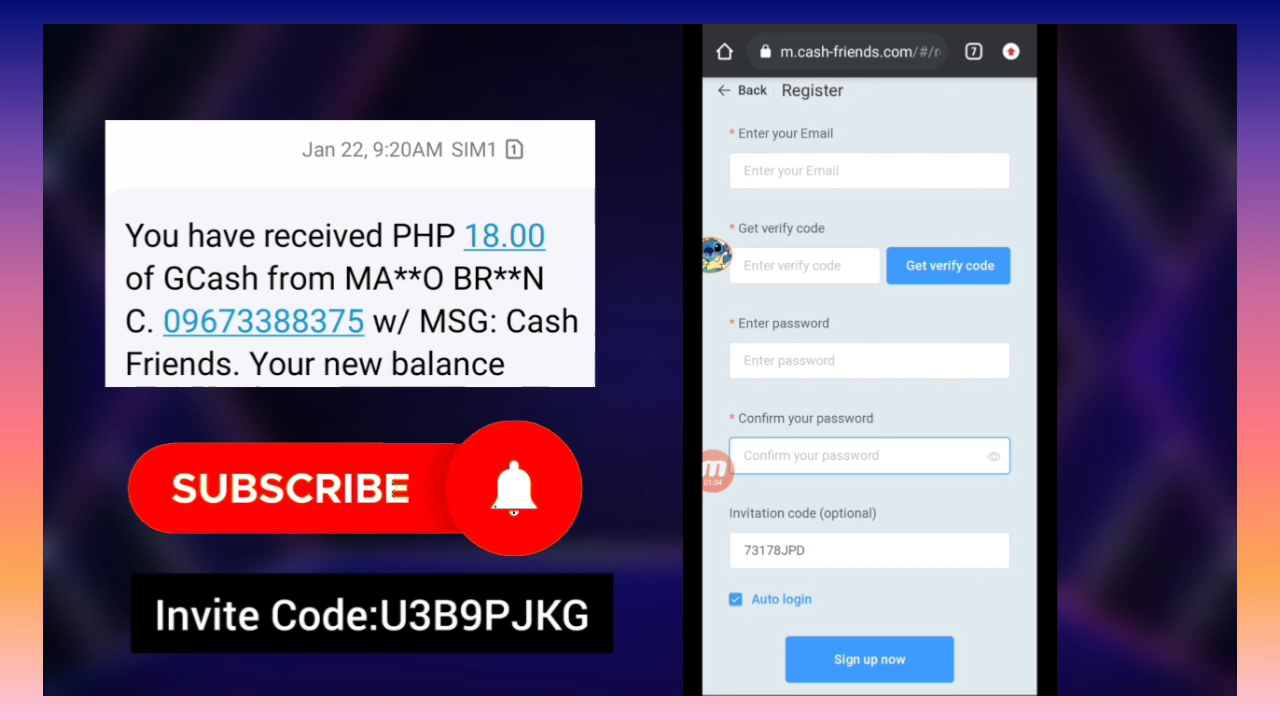 Jan 22, 9:20AM SIM1 1
You have received PHP 18.00
of GCash from MA**O BR**N
C. 09673388375 w/ MSG: Cash
Friends. Your new balance
SUBSCRIBE
Invite Code:U3B9PJKG
m.cash-friends.com/#/r
7
← Back Register
* Enter your Email
Enter your Email
* Get verify code
Enter verify code Get verify code
* Enter password
Enter password
* Confirm your password
Confirm your password
01:04
Invitation code (optional)
73178JPD
Auto login
Sign up now